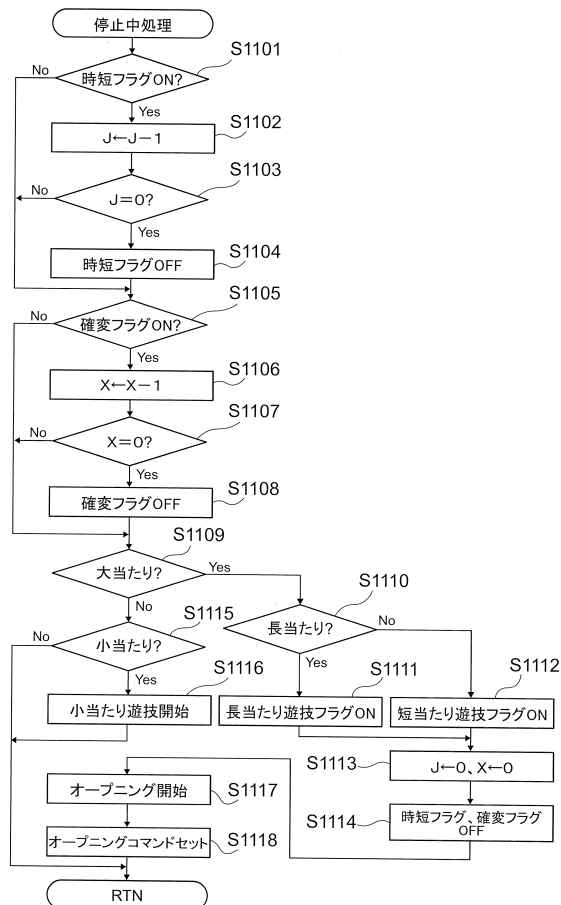 停止中処理
S1101
時短フラグON?
No
Yes
S1102
J←J－1
S1103
J=0?
No
Yes
S1104
時短フラグOFF
S1105
確変フラグON?
No
Yes
S1106
X←X－1
S1107
X=0?
No
Yes
S1108
確変フラグOFF
S1109
大当たり?
Yes
No
S1110
長当たり?
No
Yes
S1115
小当たり?
No
Yes
S1116
小当たり遊技開始
S1111
長当たり遊技フラグON
S1112
短当たり遊技フラグON
S1113
J←0、X←0
S1114
時短フラグ、確変フラグ
OFF
S1117
オープニング開始
S1118
オープニングコマンドセット
RTN